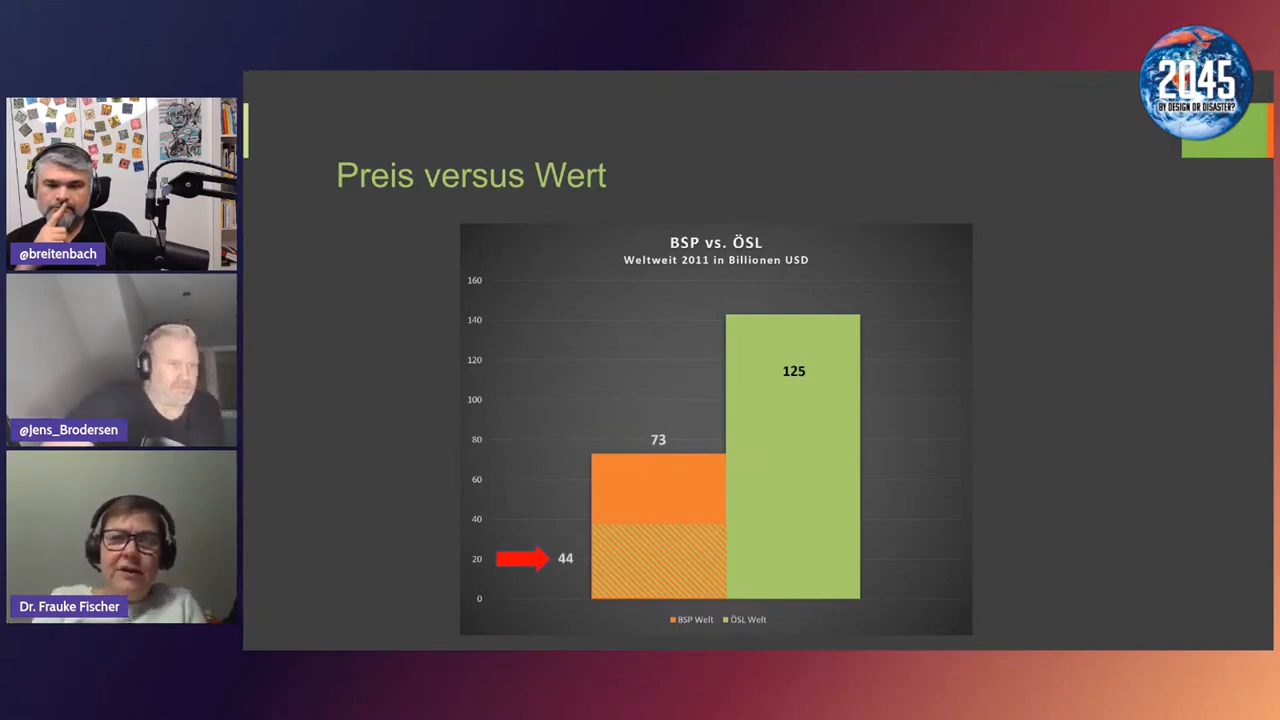 2045
BY DESIGN OR DISASTER?
@breitenbach
@Jens_Brodersen
Dr. Frauke Fischer
Preis versus Wert
BSP vs. ÖSL
Weltweit 2011 in Billionen USD
160
140
120
100
80
60
40
20
0
73
125
44
BSP Welt
ÖSL Welt